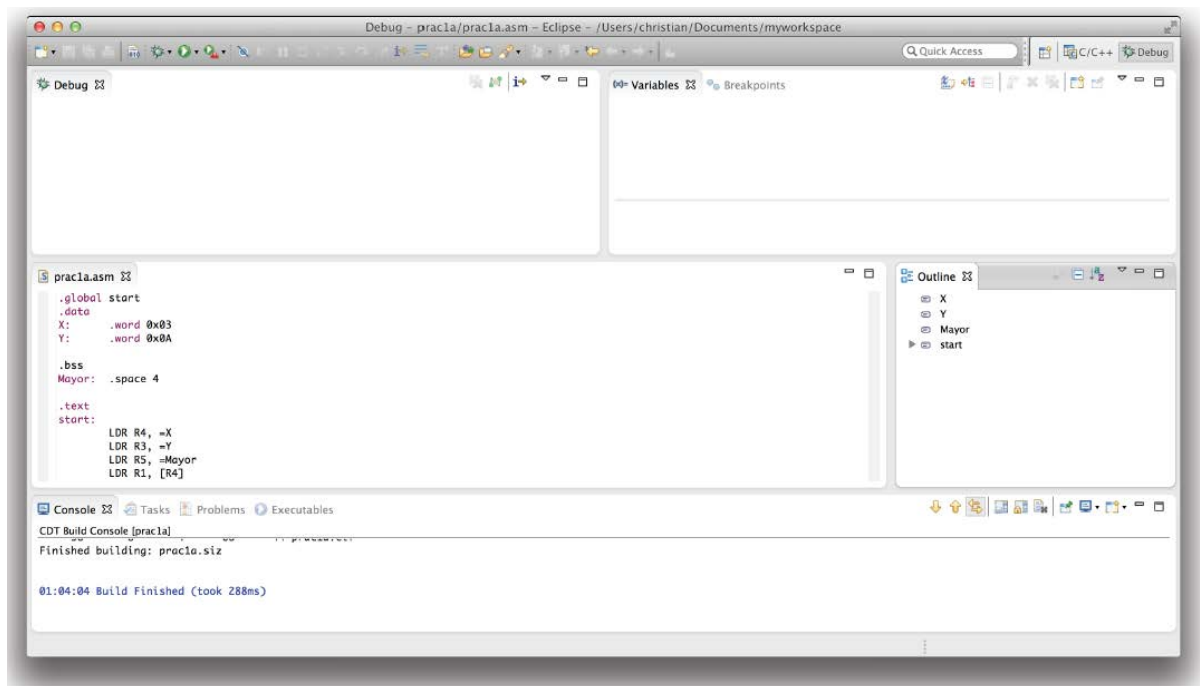 Debug – prac1a/prac1a.asm – Eclipse – /Users/christian/Documents/myworkspace
Quick Access
C/C++
Debug
Debug
Variables
Breakpoints
prac1a.asm
.global start
.data
X: .word 0x03
Y: .word 0x0A
.bss
Mayor: .space 4
.text
start:
LDR R4, =X
LDR R3, =Y
LDR R5, =Mayor
LDR R1, [R4]
Outline
X
Y
Mayor
start
Console
Tasks
Problems
Executables
CDT Build Console [prac1a]
Finished building: prac1a.siz
01:04:04 Build Finished (took 288ms)